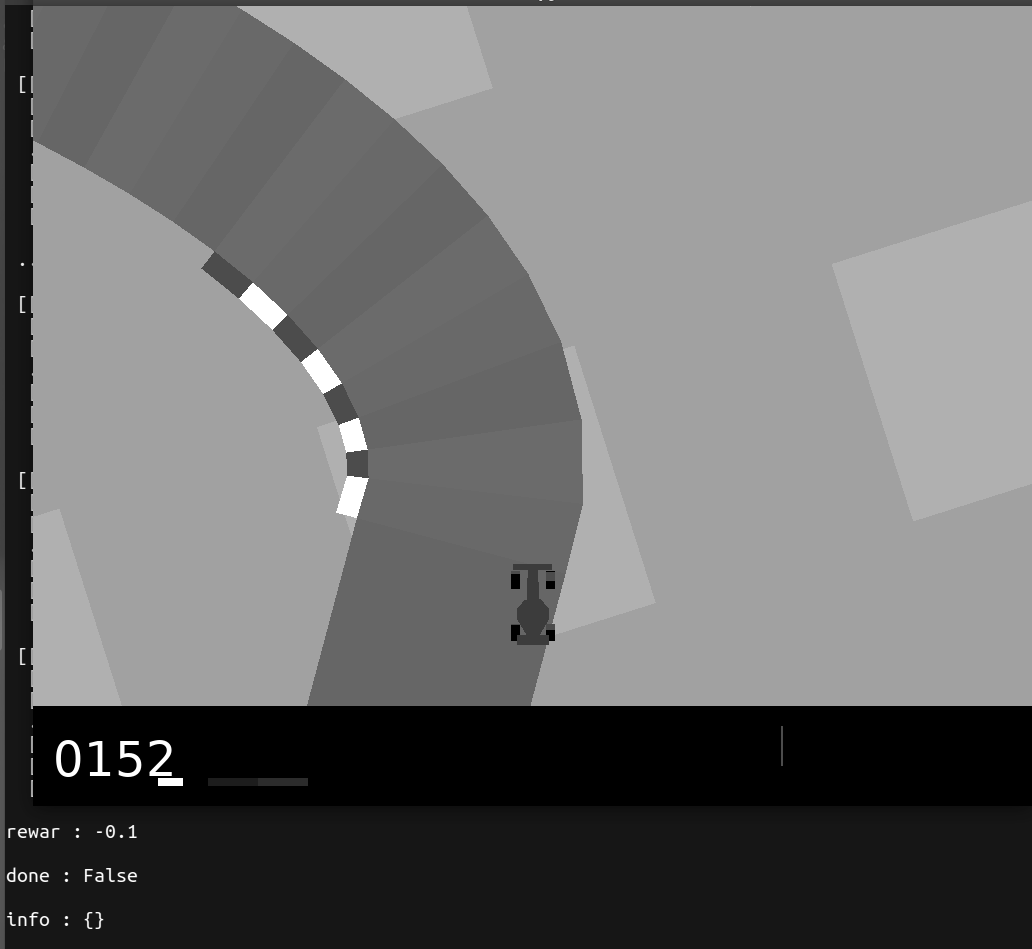 [[
..
[[
[[
[[
0152
rewar : -0.1
done : False
info : {}